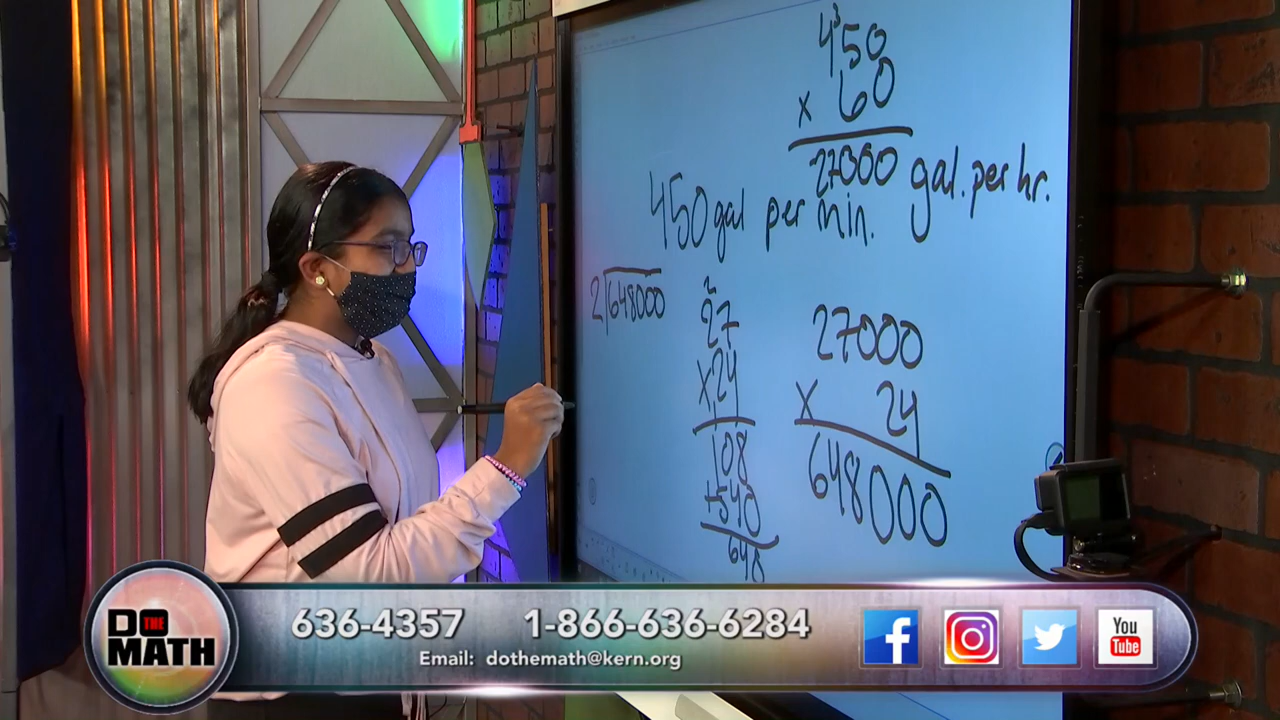 450
3
x 60
27000 gal. per hr.
450 gal per min.
2
2)648000
27
x24
108
+540
648
27000
x 24
648000
DO THE MATH
636-4357 1-866-636-6284
Email: dothemath@kern.org
You Tube